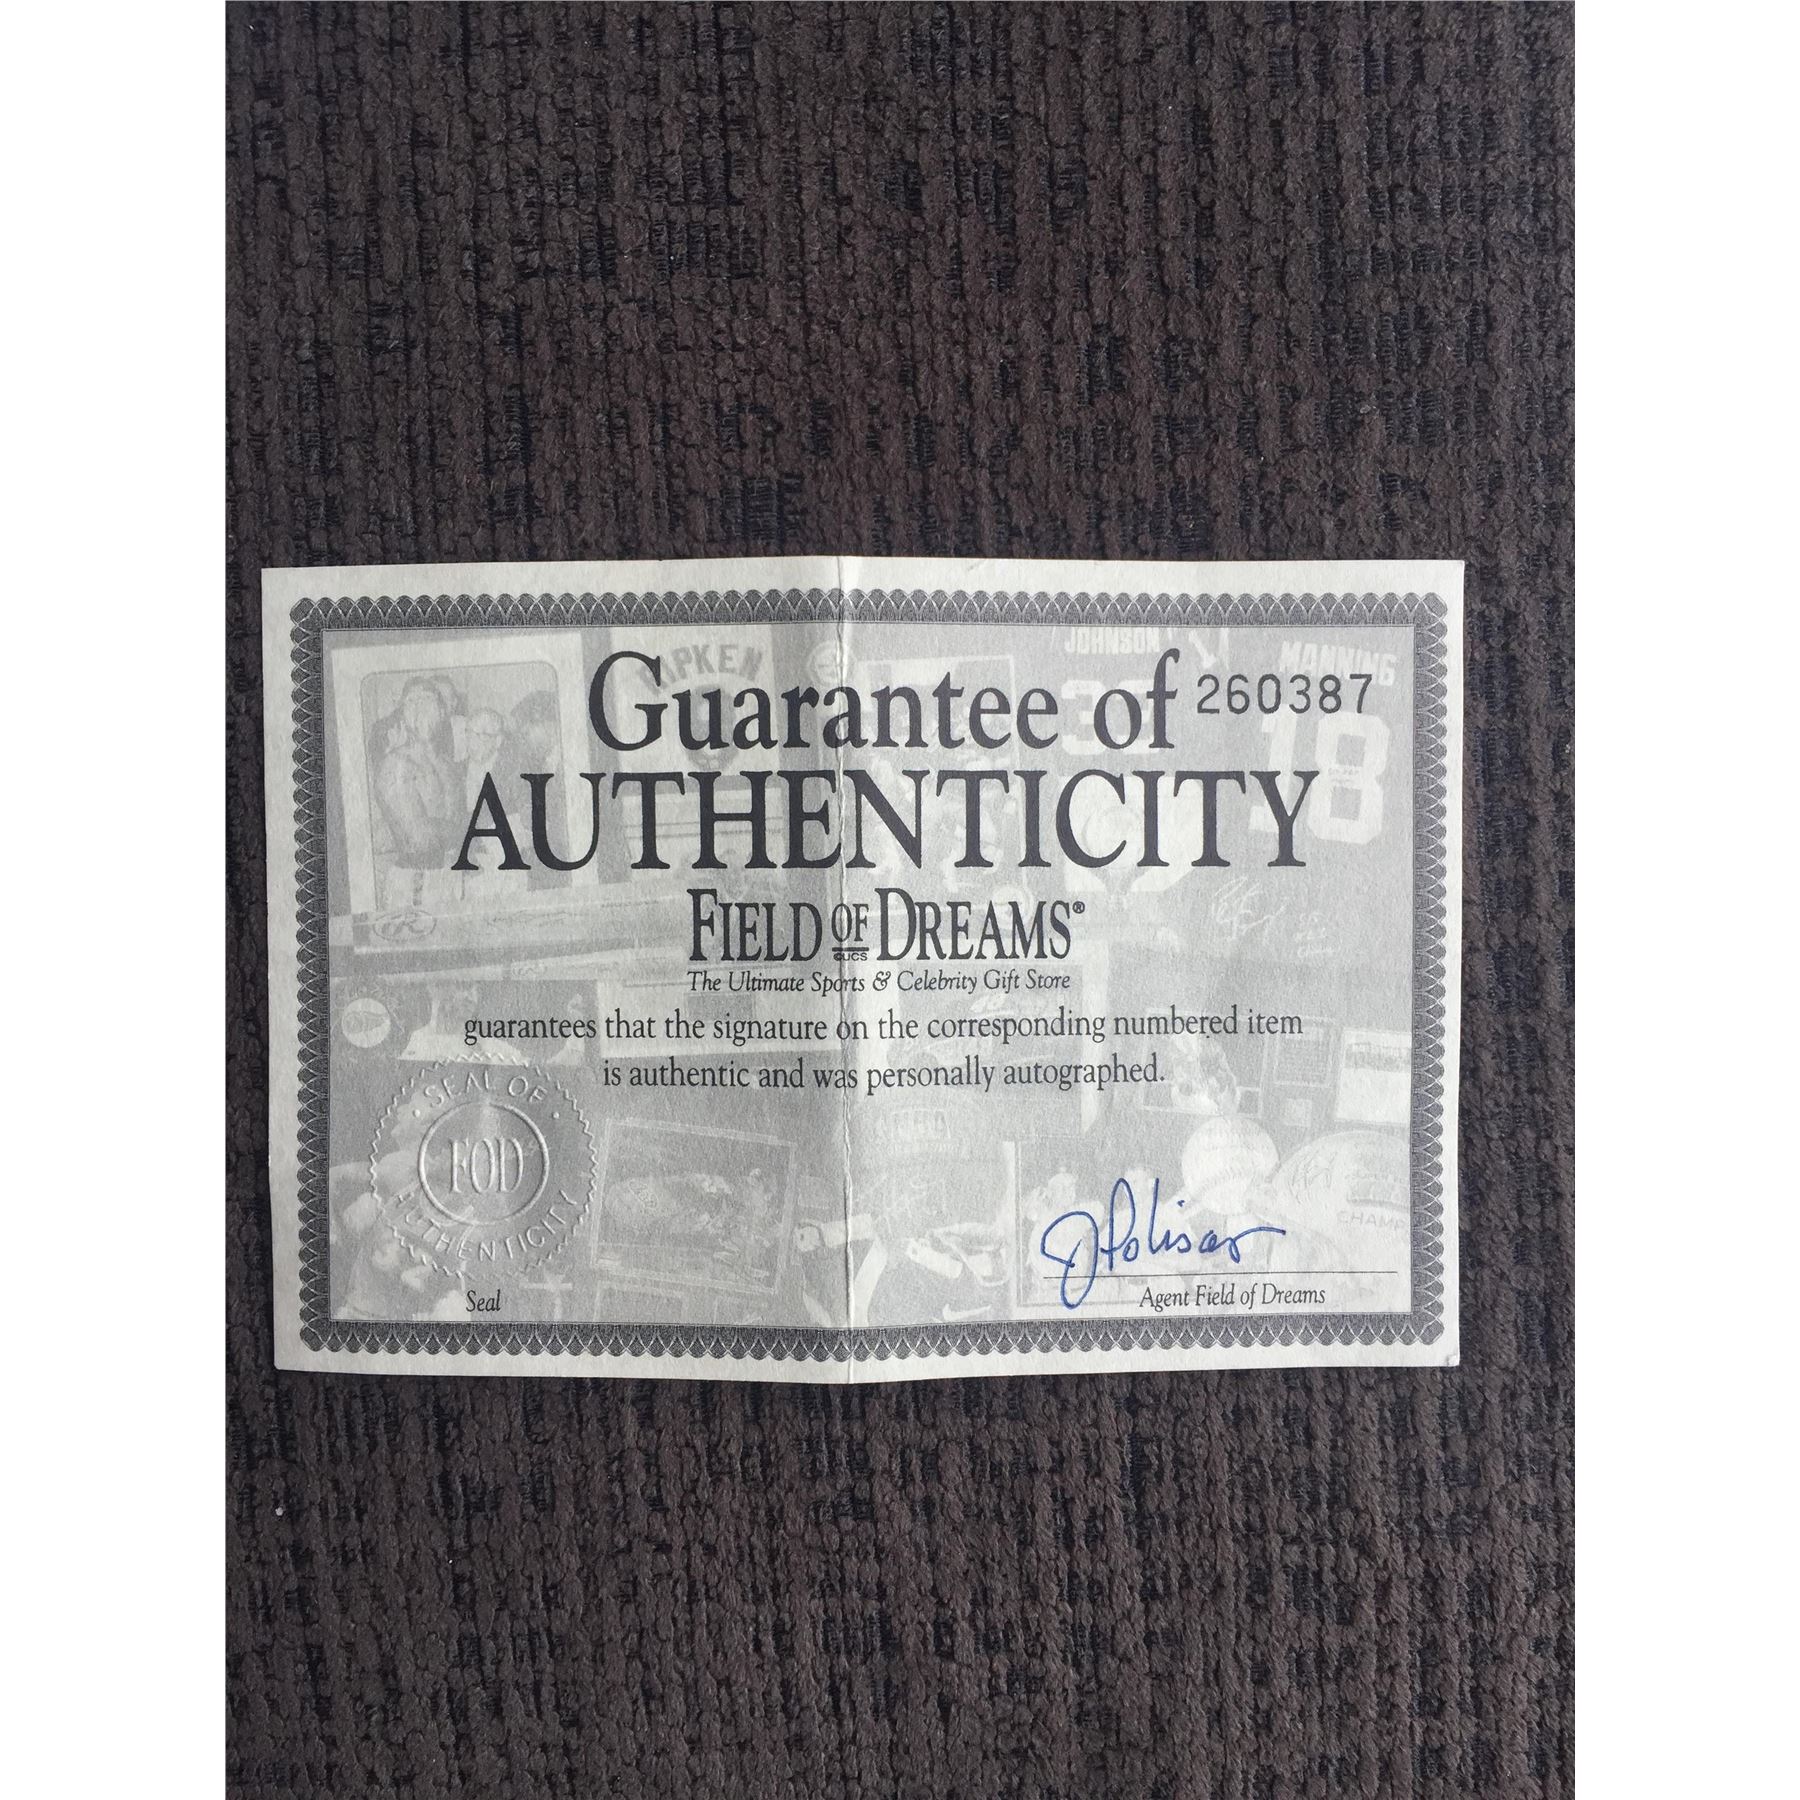 JOHNSON
MANNING
18
Guarantee of 260387
AUTHENTICITY
FIELD OF DREAMS®
©UCS
The Ultimate Sports & Celebrity Gift Store
guarantees that the signature on the corresponding numbered item
is authentic and was personally autographed.
SEAL OF
FOD
AUTHENTICITY
Seal
JPolisar
Agent Field of Dreams